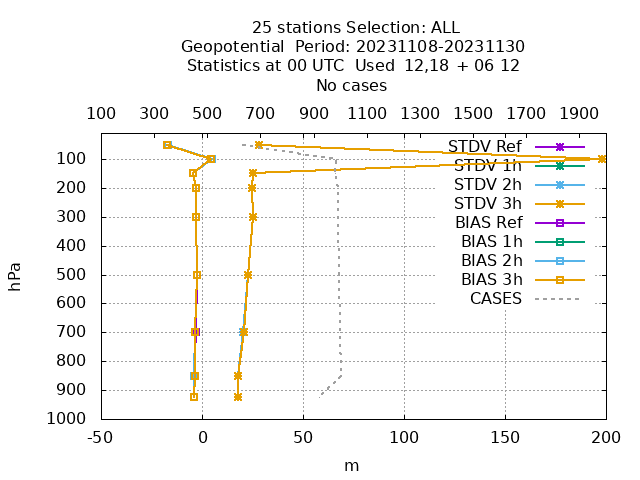 25 stations Selection: ALL
Geopotential  Period: 20231108-20231130
Statistics at 00 UTC  Used  12,18 + 06 12
No cases
100 300 500 700 900 1100 1300 1500 1700 1900
STDV Ref
STDV 1h
STDV 2h
STDV 3h
BIAS Ref
BIAS 1h
BIAS 2h
BIAS 3h
CASES
hPa
100
200
300
400
500
600
700
800
900
1000
-50 0 50 100 150 200
m